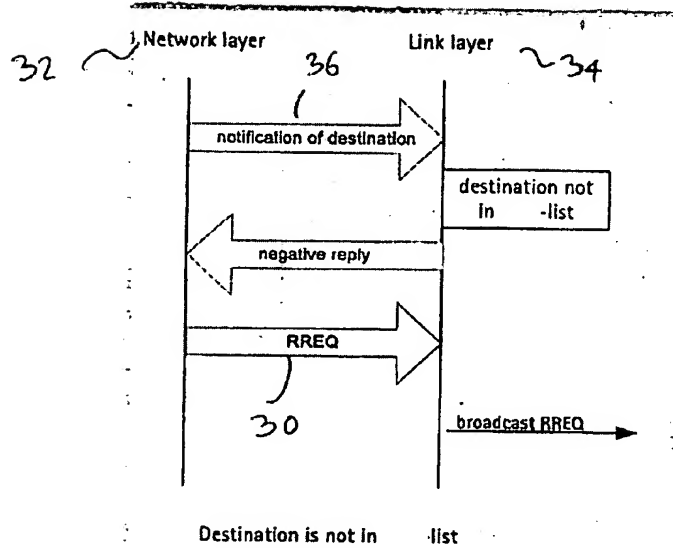 Network layer
Link layer
32
36
34
notification of destination
destination not
in -list
negative reply
RREQ
30
broadcast RREQ
Destination is not in -list